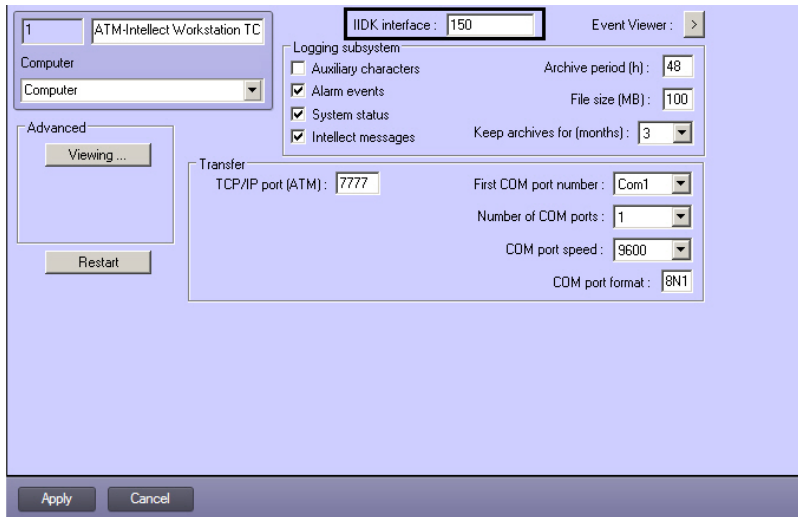 1
ATM-Intellect Workstation TC
Computer
Computer
IIDK interface : 150
Event Viewer : >
Logging subsystem
Auxiliary characters
Alarm events
System status
Intellect messages
Archive period (h) : 48
File size (MB) : 100
Keep archives for (months) : 3
Advanced
Viewing ...
Restart
Transfer
TCP/IP port (ATM) : 7777
First COM port number : Com1
Number of COM ports : 1
COM port speed : 9600
COM port format : 8N1
Apply
Cancel